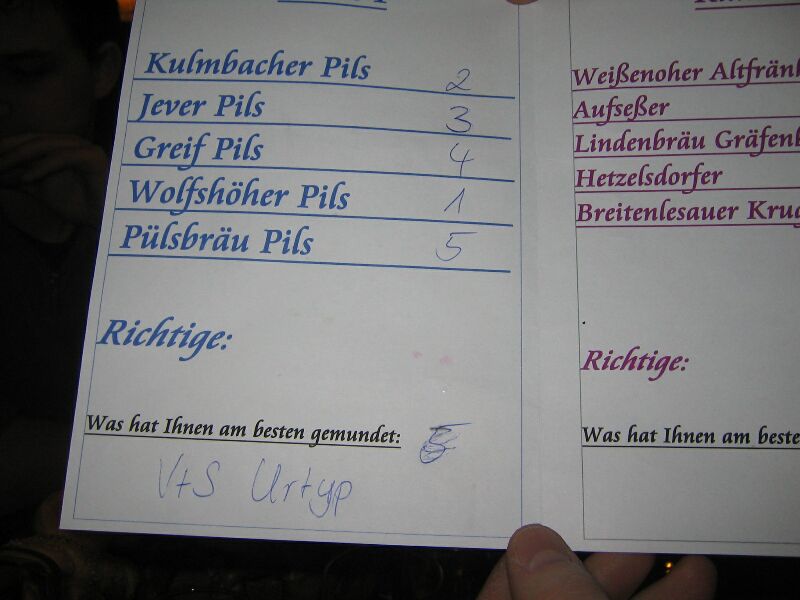 Kulmbacher Pils 2
Jever Pils 3
Greif Pils 4
Wolfshöher Pils 1
Pülsbräu Pils 5
Richtige:
Was hat Ihnen am besten gemundet:
V+S Urtyp
Weißenoher Altfränk
Aufseßer
Lindenbräu Gräfenb
Hetzelsdorfer
Breitenlesauer Krug
Richtige:
Was hat Ihnen am beste